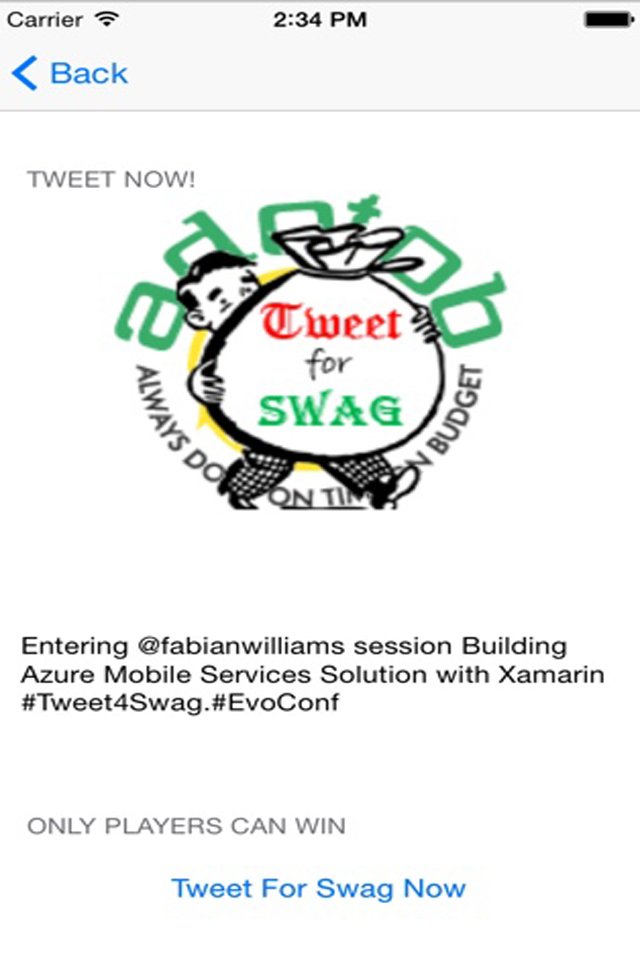 Carrier 2:34 PM
Back
TWEET NOW!
Tweet
for
SWAG
ALWAYS DO
ON TIM
N BUDGET
Entering @fabianwilliams session Building
Azure Mobile Services Solution with Xamarin
#Tweet4Swag.#EvoConf
ONLY PLAYERS CAN WIN
Tweet For Swag Now